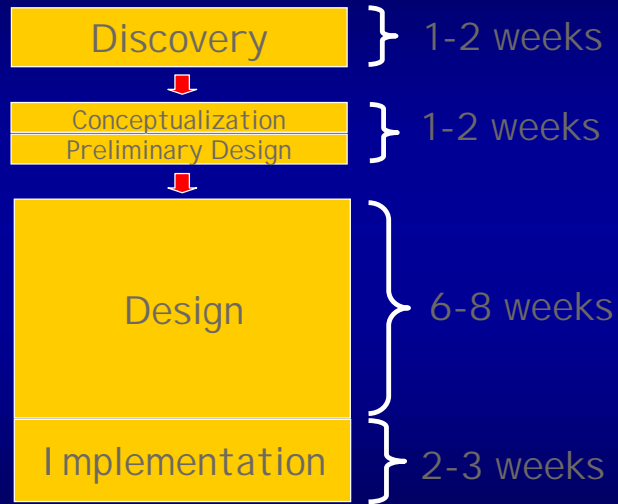 Discovery
1-2 weeks
Conceptualization
Preliminary Design
1-2 weeks
Design
6-8 weeks
Implementation
2-3 weeks